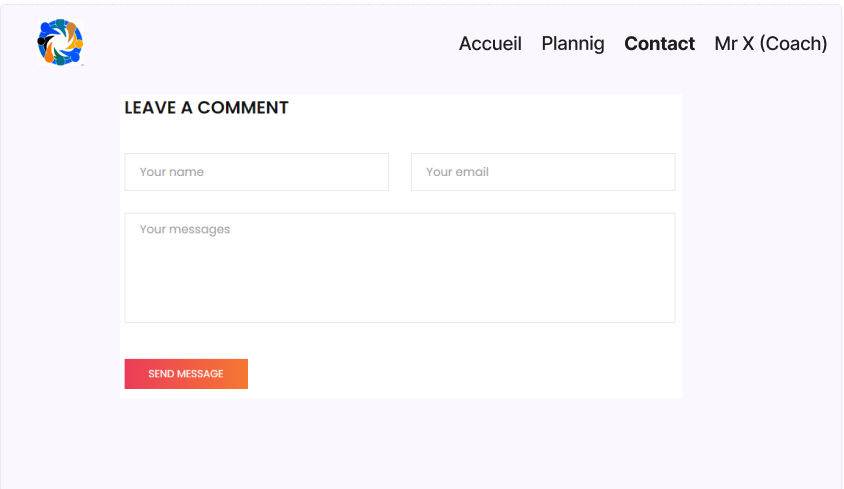 Accueil Plannig Contact Mr X (Coach)
LEAVE A COMMENT
Your name Your email
Your messages
SEND MESSAGE